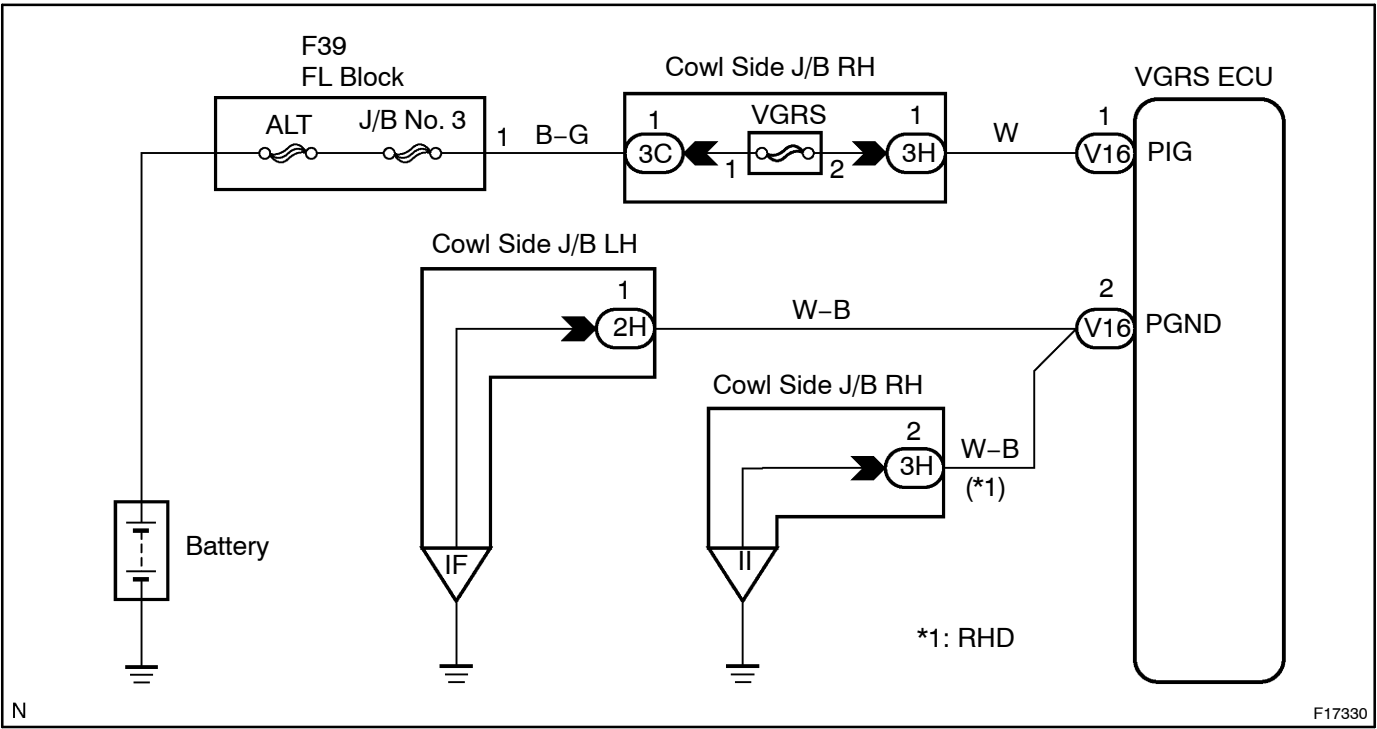 F39
FL Block
Cowl Side J/B RH
VGRS ECU
ALT
J/B No. 3
1
B–G
1
3C
1
VGRS
2
1
3H
W
1
V16
PIG
Cowl Side J/B LH
1
2H
W–B
2
V16
PGND
Cowl Side J/B RH
2
3H
W–B
(*1)
Battery
IF
II
*1: RHD
N
F17330